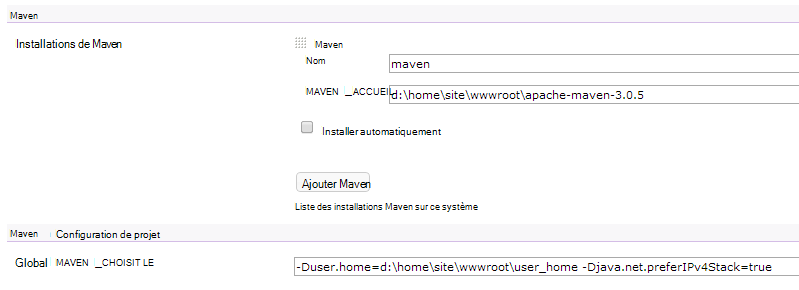 Maven
Installations de Maven
Maven
Nom
maven
MAVEN _ACCUEIL
d:\home\site\wwwroot\apache-maven-3.0.5
Installer automatiquement
Ajouter Maven
Liste des installations Maven sur ce système
Maven Configuration de projet
Global MAVEN _CHOISIT LE
-Duser.home=d:\home\site\wwwroot\user_home -Djava.net.preferIPv4Stack=true